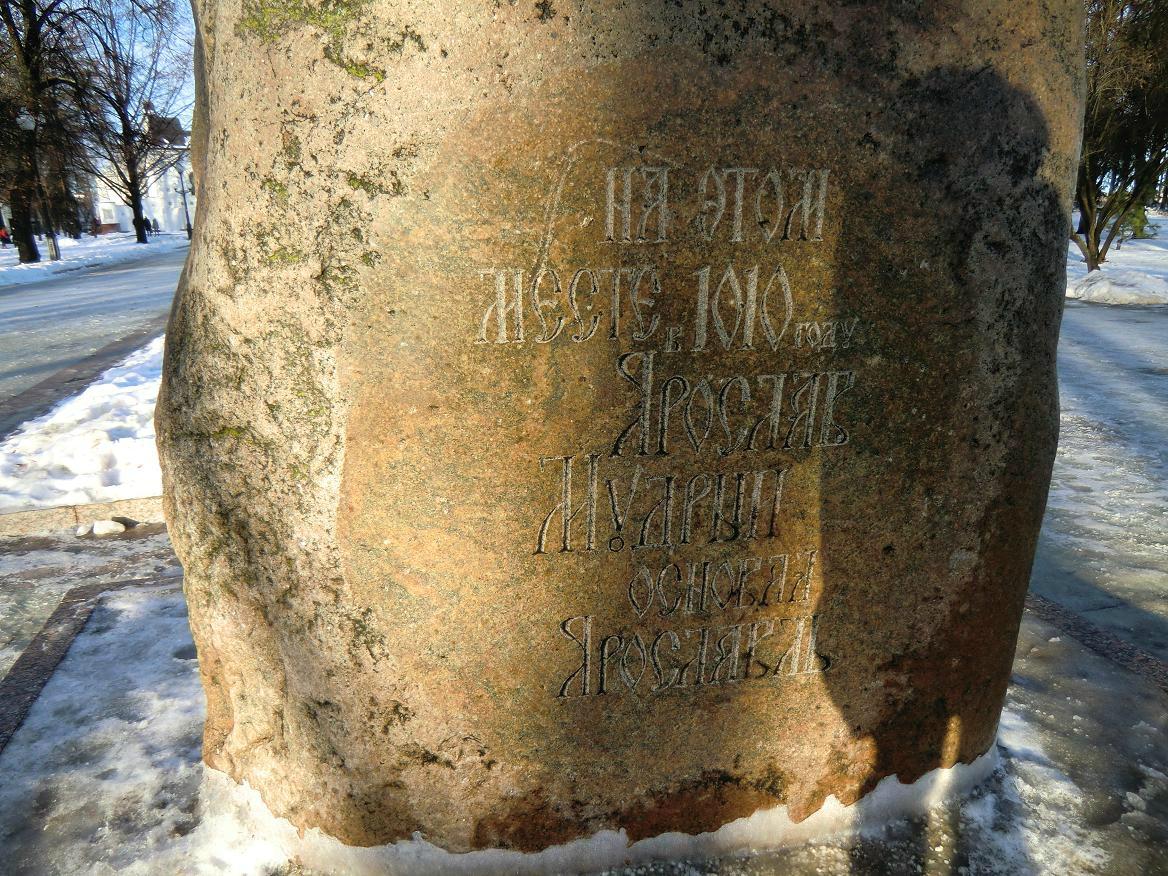 НА ЭТОМ
МЕСТЕ В 1010 ГОДУ
ЯРОСЛАВ
МУДРЫЙ
ОСНОВАЛ
ЯРОСЛАВЛЬ